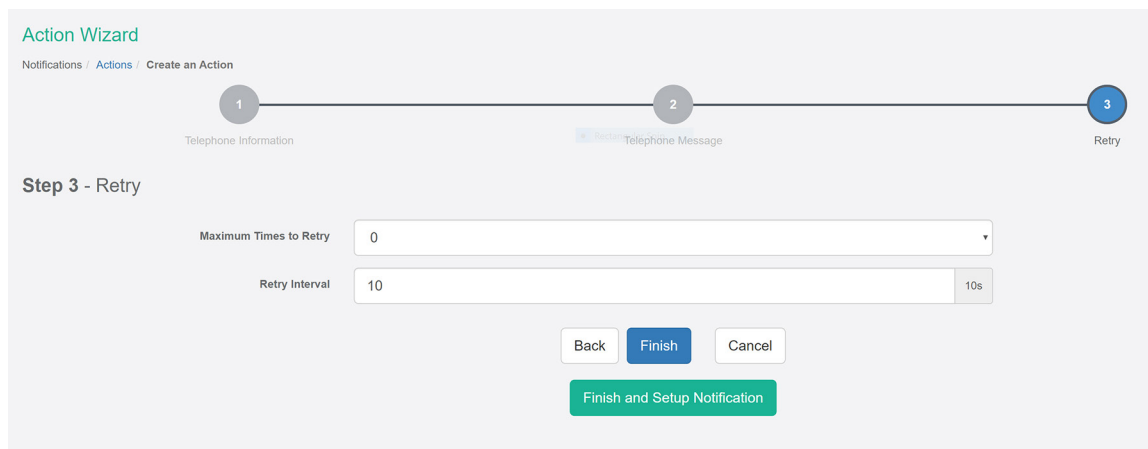 Action Wizard
Notifications / Actions / Create an Action
1 2 3
Telephone Information Telephone Message Retry
Step 3 - Retry
Maximum Times to Retry 0
Retry Interval 10 10s
Back Finish Cancel
Finish and Setup Notification